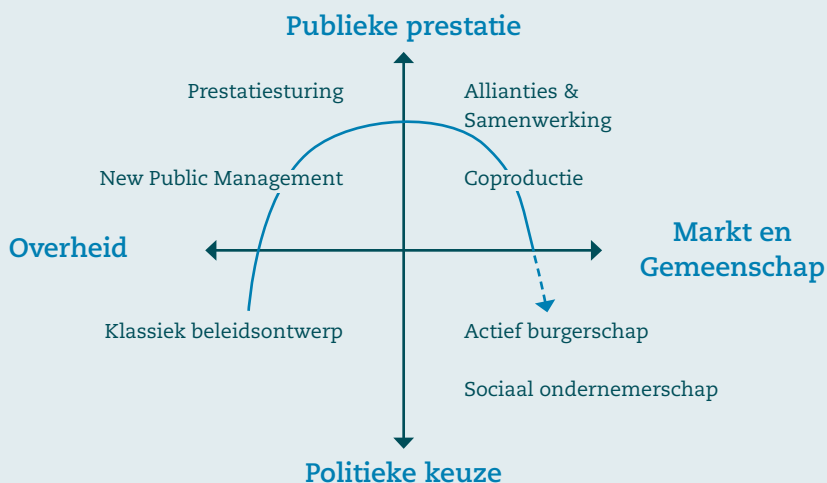 Publieke prestatie
Prestatiesturing
Allianties &
Samenwerking
New Public Management
Coproductie
Overheid
Markt en
Gemeenschap
Klassiek beleidsontwerp
Actief burgerschap
Sociaal ondernemerschap
Politieke keuze